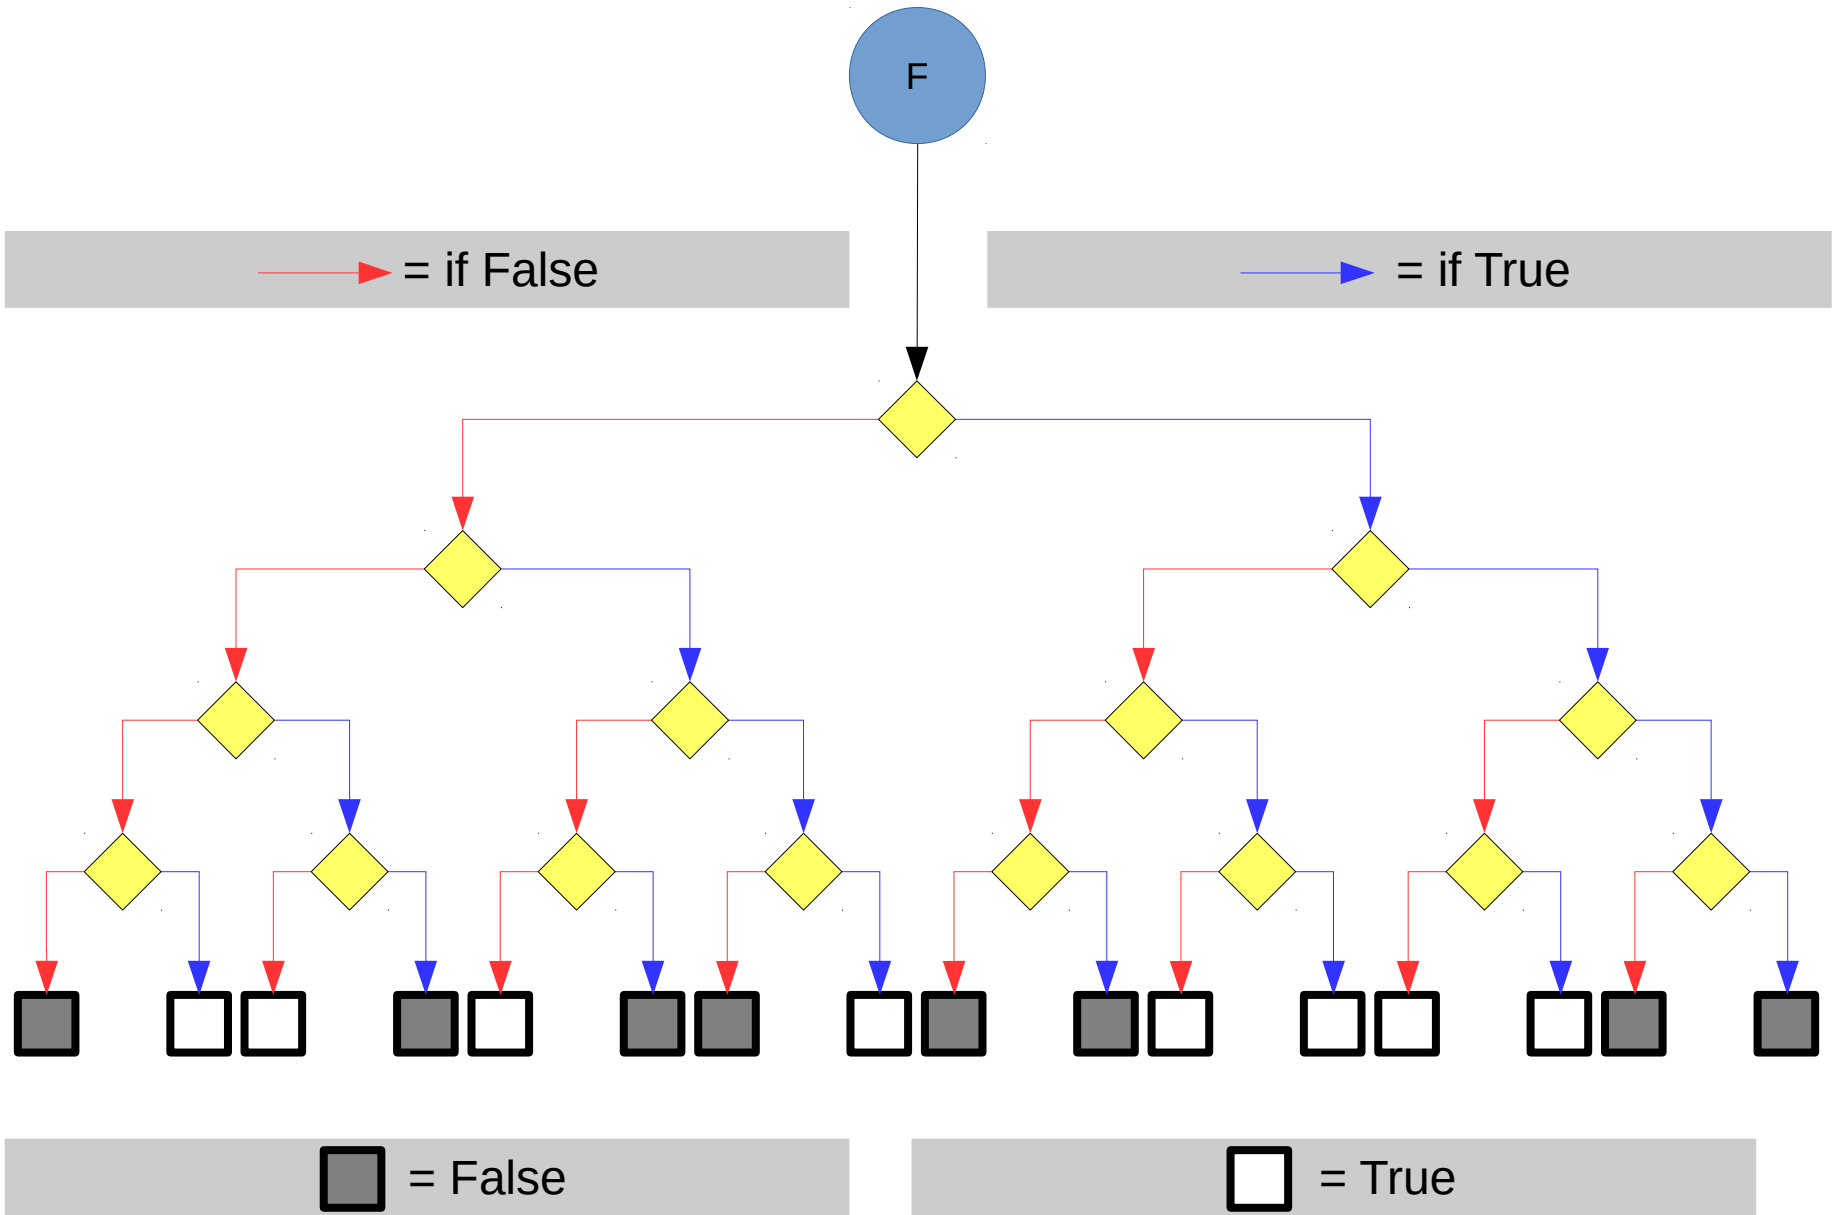 F
= if False
= if True
= False
= True